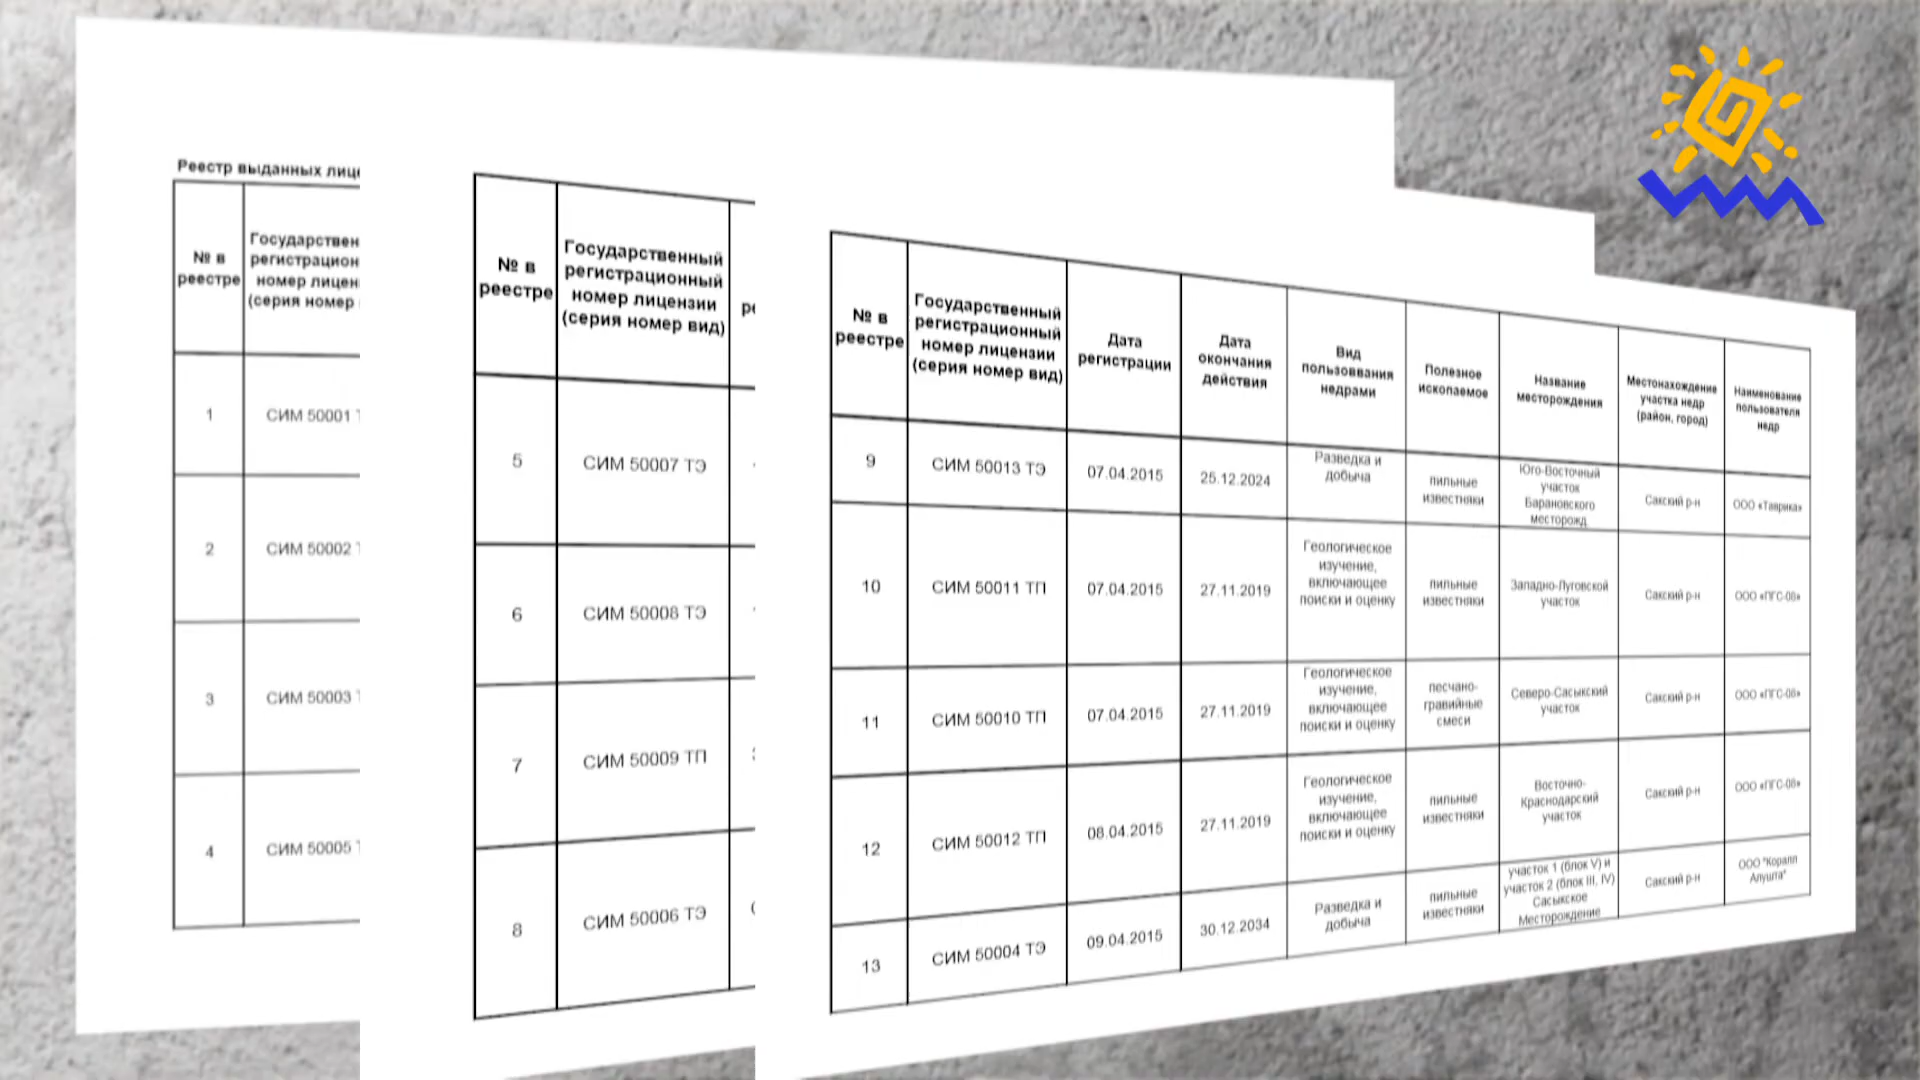 Реестр выданных лице
№ в
реестре
Государствен
регистрацион
номер лицен
(серия номер
1
СИМ 50001
2
СИМ 50002
3
СИМ 50003
4
СИМ 50005
№ в
реестре
Государственный
регистрационный
номер лицензии
(серия номер вид)
ре
5
СИМ 50007 ТЭ
6
СИМ 50008 ТЭ
7
СИМ 50009 ТП
8
СИМ 50006 ТЭ
№ в
реестре
Государственный
регистрационный
номер лицензии
(серия номер вид)
Дата
регистрации
Дата
окончания
действия
Вид
пользоввания
недрами
Полезное
ископаемое
Название
месторождения
Местонахождение
участка недр
(район, город)
Наименование
пользователя
недр
9
СИМ 50013 ТЭ
07.04.2015
25.12.2024
Разведка и
добыча
пильные
известняки
Юго-Восточный
участок
Барановского
месторожд
Сакский р-н
ООО «Таврика»
10
СИМ 50011 ТП
07.04.2015
27.11.2019
Геологическое
изучение,
включающее
поиски и оценку
пильные
известняки
Западно-Луговской
участок
Сакский р-н
ООО «ПГС-08»
11
СИМ 50010 ТП
07.04.2015
27.11.2019
Геологическое
изучение,
включающее
поиски и оценку
песчано-
гравийные
смеси
Северо-Сасыкский
участок
Сакский р-н
ООО «ПГС-08»
12
СИМ 50012 ТП
08.04.2015
27.11.2019
Геологическое
изучение,
включающее
поиски и оценку
пильные
известняки
Восточно-
Краснодарский
участок
Сакский р-н
ООО «ПГС-08»
13
СИМ 50004 ТЭ
09.04.2015
30.12.2034
Разведка и
добыча
пильные
известняки
участок 1 (блок V) и
участок 2 (блок III, IV)
Сасыкское
Месторождение
Сакский р-н
ООО "Коралл
Алушта"